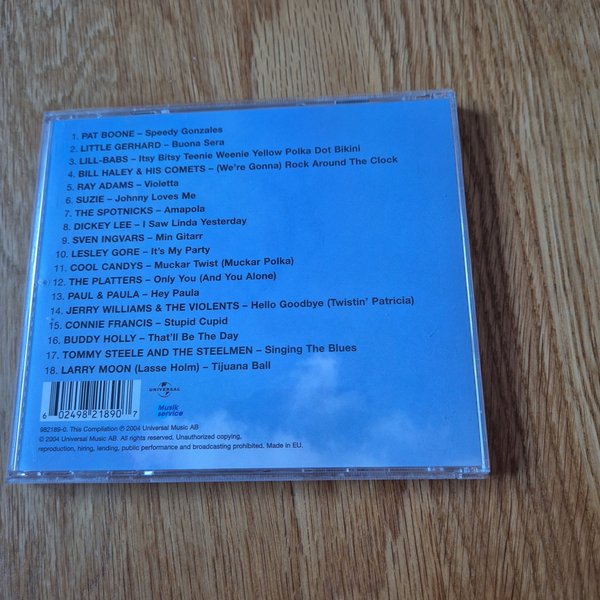 1. PAT BOONE – Speedy Gonzales
2. LITTLE GERHARD – Buona Sera
3. LILL-BABS – Itsy Bitsy Teenie Weenie Yellow Polka Dot Bikini
4. BILL HALEY & HIS COMETS – (We're Gonna) Rock Around The Clock
5. RAY ADAMS – Violetta
6. SUZIE – Johnny Loves Me
7. THE SPOTNICKS – Amapola
8. DICKEY LEE – I Saw Linda Yesterday
9. SVEN INGVARS – Min Gitarr
10. LESLEY GORE – It's My Party
11. COOL CANDYS – Muckar Twist (Muckar Polka)
12. THE PLATTERS – Only You (And You Alone)
13. PAUL & PAULA – Hey Paula
14. JERRY WILLIAMS & THE VIOLENTS – Hello Goodbye (Twistin' Patricia)
15. CONNIE FRANCIS – Stupid Cupid
16. BUDDY HOLLY – That'll Be The Day
17. TOMMY STEELE AND THE STEELMEN – Singing The Blues
18. LARRY MOON (Lasse Holm) – Tijuana Ball
6 02498 21890 7
UNIVERSAL
Musik
service
982189-0. This Compilation ℗ 2004 Universal Music AB
© 2004 Universal Music AB. All rights reserved. Unauthorized copying,
reproduction, hiring, lending, public performance and broadcasting prohibited. Made in EU.